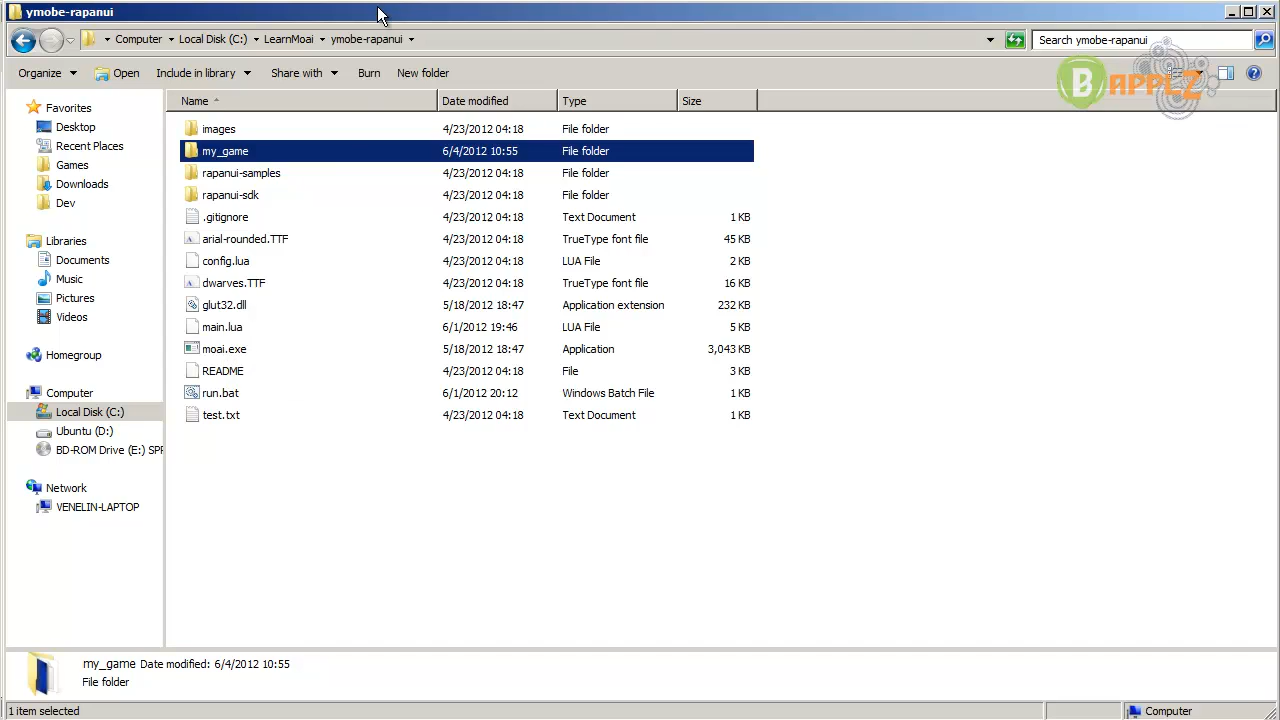 ymobe-rapanui
Computer Local Disk (C:) LearnMoai ymobe-rapanui Search ymobe-rapanui
Organize Open Include in library Share with Burn New folder
B APPLZ
Name Date modified Type Size
Favorites
Desktop
Recent Places
Games
Downloads
Dev
Libraries
Documents
Music
Pictures
Videos
Homegroup
Computer
Local Disk (C:)
Ubuntu (D:)
BD-ROM Drive (E:) SPF
Network
VENELIN-LAPTOP
images 4/23/2012 04:18 File folder
my_game 6/4/2012 10:55 File folder
rapanui-samples 4/23/2012 04:18 File folder
rapanui-sdk 4/23/2012 04:18 File folder
.gitignore 4/23/2012 04:18 Text Document 1 KB
arial-rounded.TTF 4/23/2012 04:18 TrueType font file 45 KB
config.lua 4/23/2012 04:18 LUA File 2 KB
dwarves.TTF 4/23/2012 04:18 TrueType font file 16 KB
glut32.dll 5/18/2012 18:47 Application extension 232 KB
main.lua 6/1/2012 19:46 LUA File 5 KB
moai.exe 5/18/2012 18:47 Application 3,043 KB
README 4/23/2012 04:18 File 3 KB
run.bat 6/1/2012 20:12 Windows Batch File 1 KB
test.txt 4/23/2012 04:18 Text Document 1 KB
my_game Date modified: 6/4/2012 10:55
File folder
1 item selected Computer